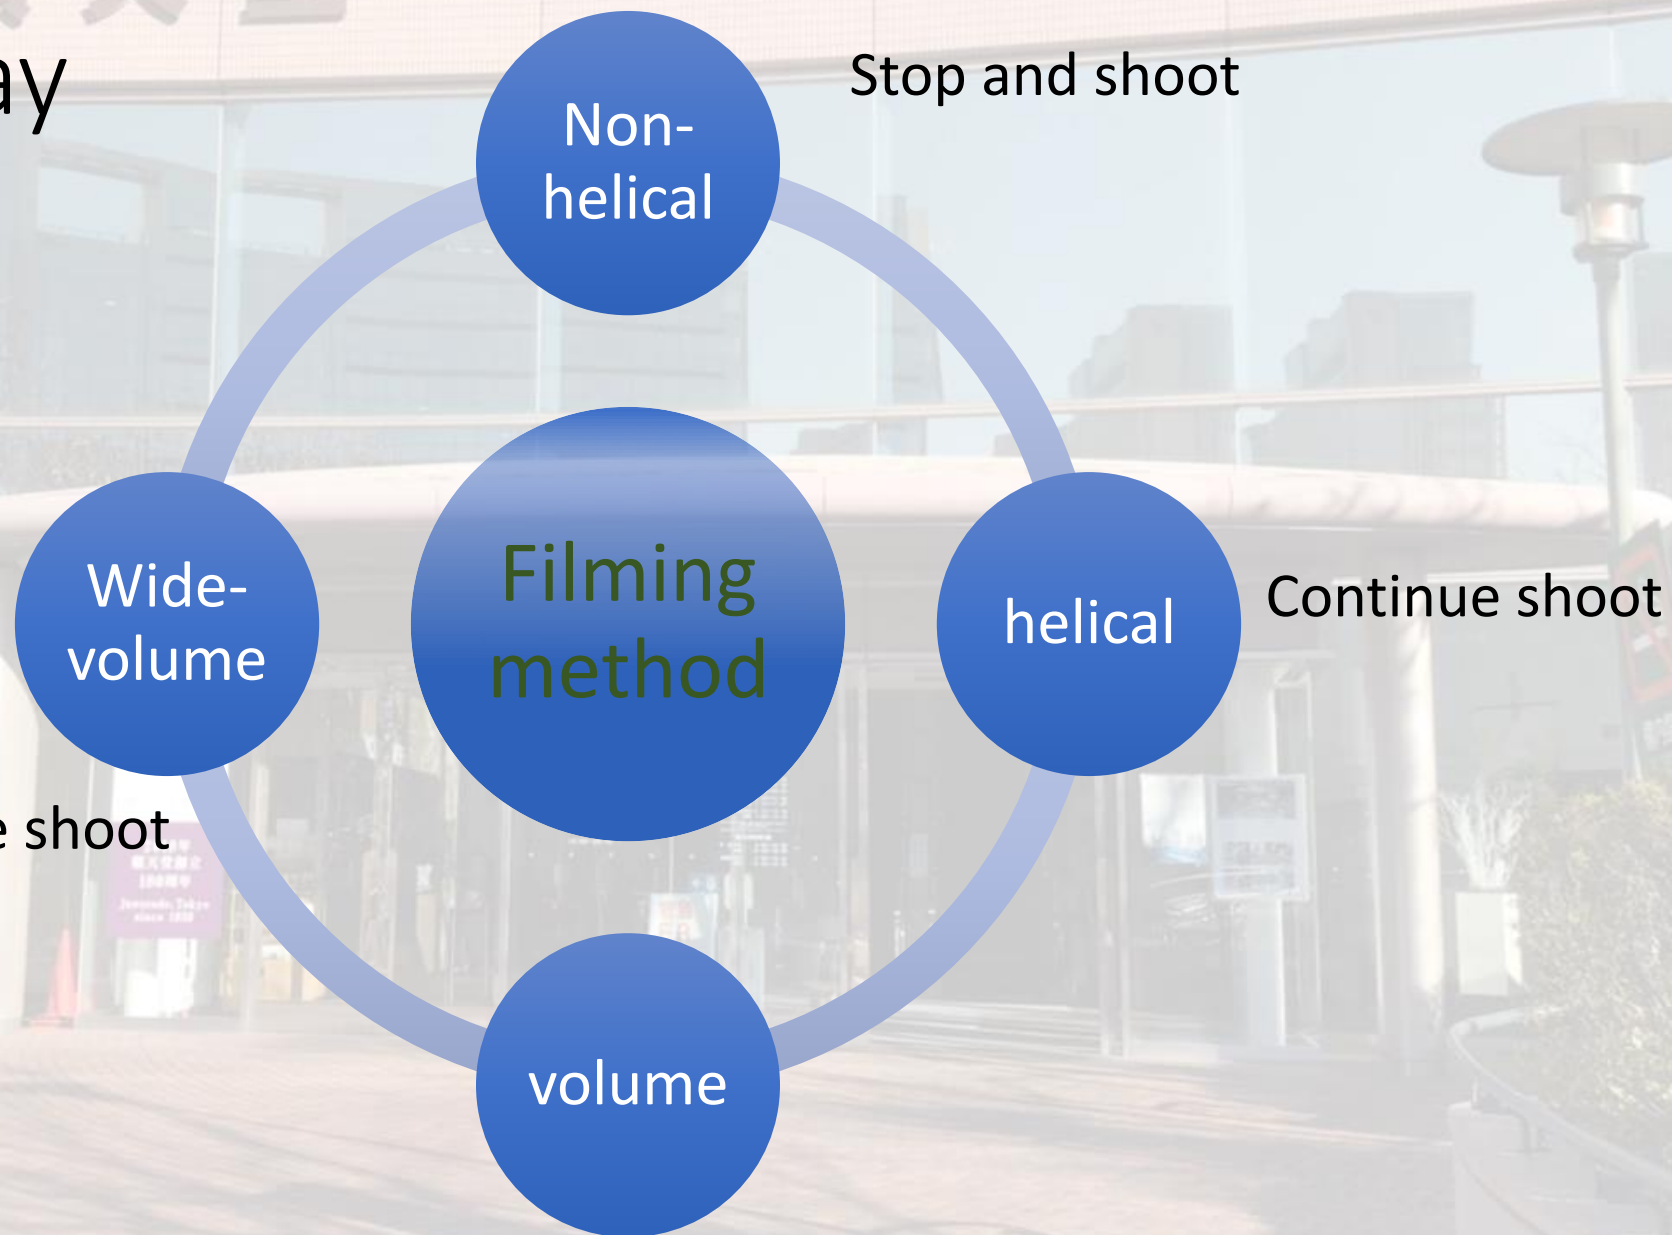 ay
Stop and shoot
Non-
helical
Filming
method
Wide-
volume
helical
Continue shoot
e shoot
volume